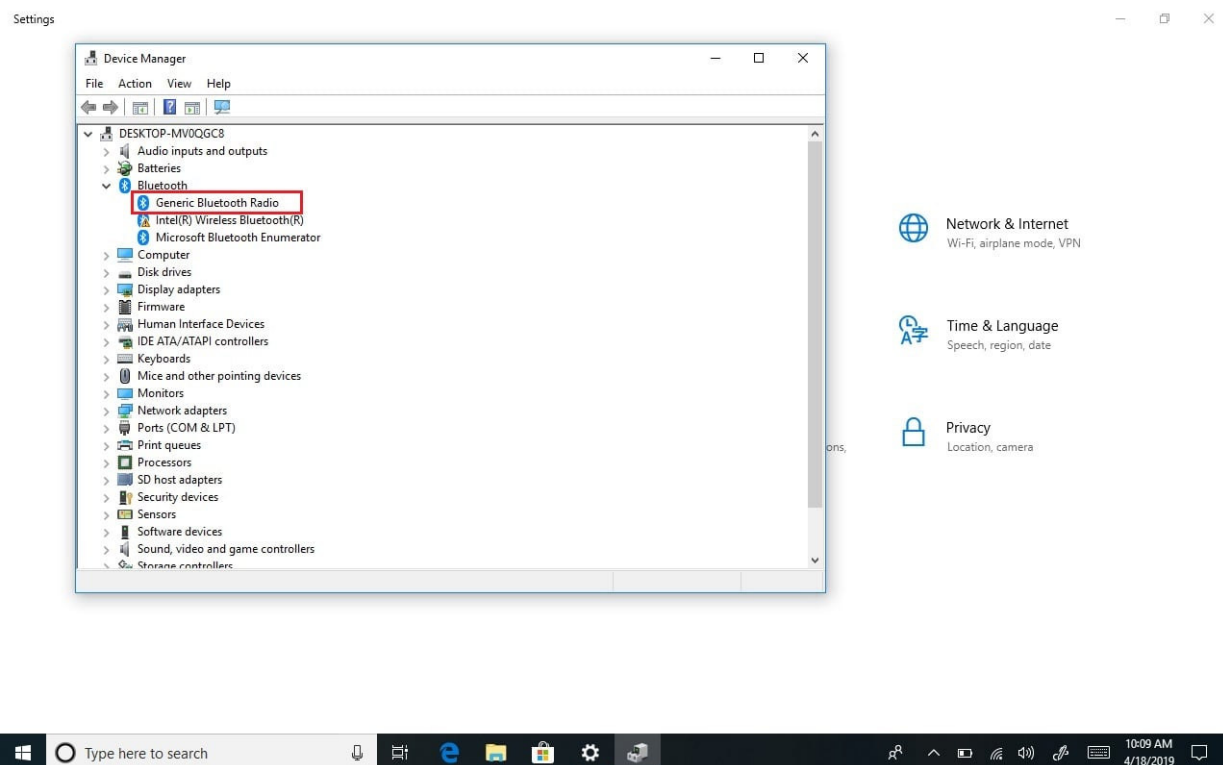 Settings
Device Manager
File Action View Help
DESKTOP-MV0QGC8
Audio inputs and outputs
Batteries
Bluetooth
Generic Bluetooth Radio
Intel(R) Wireless Bluetooth(R)
Microsoft Bluetooth Enumerator
Computer
Disk drives
Display adapters
Firmware
Human Interface Devices
IDE ATA/ATAPI controllers
Keyboards
Mice and other pointing devices
Monitors
Network adapters
Ports (COM & LPT)
Print queues
Processors
SD host adapters
Security devices
Sensors
Software devices
Sound, video and game controllers
Storage controllers
Network & Internet
Wi-Fi, airplane mode, VPN
Time & Language
Speech, region, date
ons,
Privacy
Location, camera
Type here to search
10:09 AM
4/18/2019